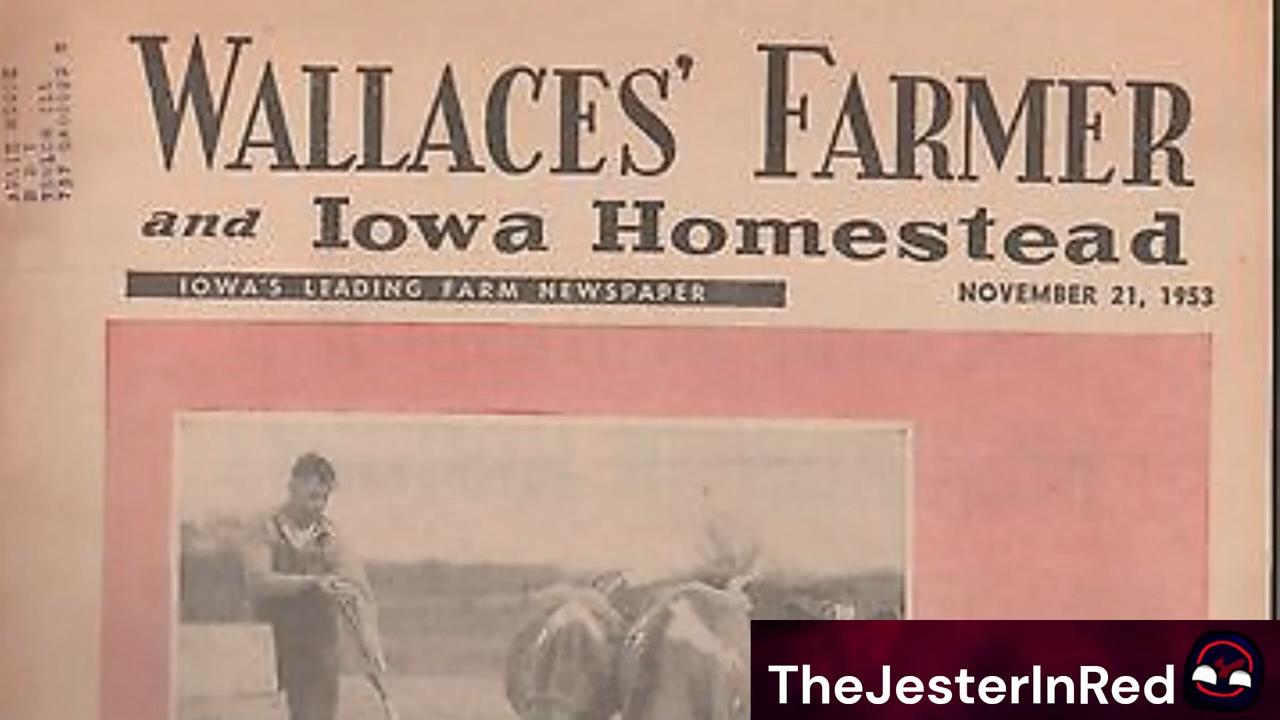 WALLACES' FARMER
and Iowa Homestead
IOWA'S LEADING FARM NEWSPAPER
NOVEMBER 21, 1953
TheJesterInRed